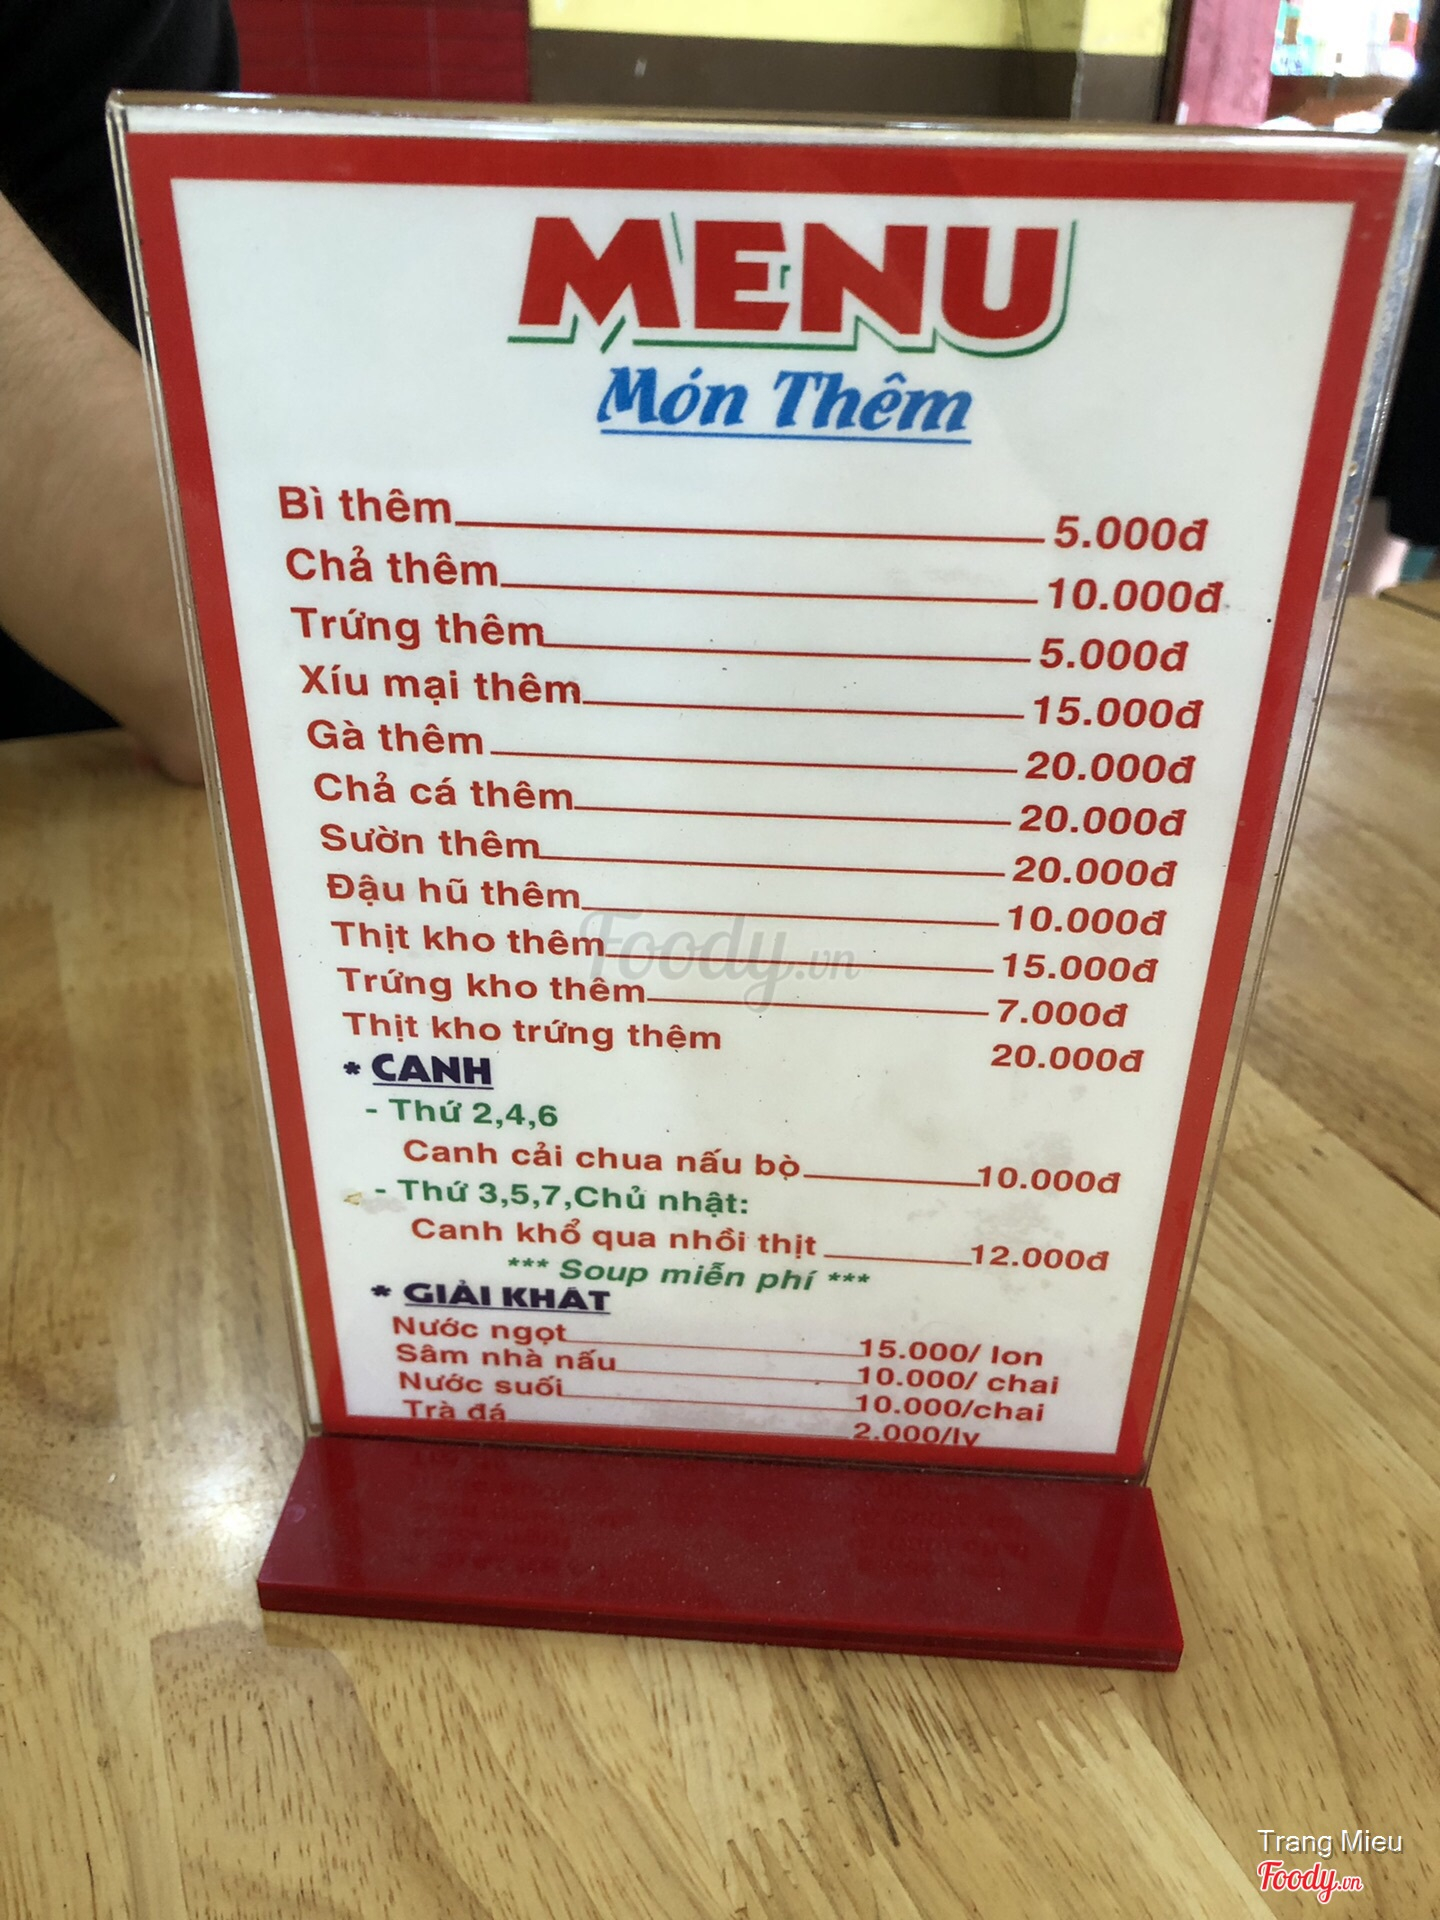 MENU
Món Thêm
Bì thêm 5.000đ
Chả thêm 10.000đ
Trứng thêm 5.000đ
Xíu mại thêm 15.000đ
Gà thêm 20.000đ
Chả cá thêm 20.000đ
Sườn thêm 20.000đ
Đậu hũ thêm 10.000đ
Thịt kho thêm 15.000đ
Trứng kho thêm 7.000đ
Thịt kho trứng thêm 20.000đ
* CANH
- Thứ 2,4,6
Canh cải chua nấu bò 10.000đ
- Thứ 3,5,7,Chủ nhật:
Canh khổ qua nhồi thịt 12.000đ
*** Soup miễn phí ***
* GIẢI KHÁT
Nước ngọt 15.000/ lon
Sâm nhà nấu 10.000/ chai
Nước suối 10.000/chai
Trà đá 2.000/ly
Foody.vn
Trang Mieu
Foody.vn